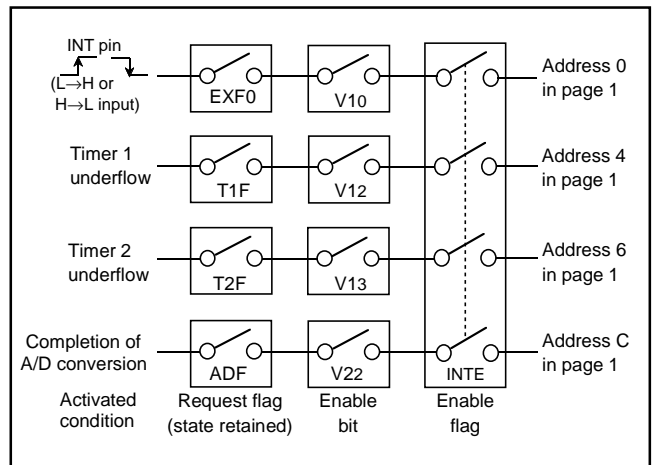 INT pin
(L→H or
H→L input)
EXF0
V10
Address 0
in page 1
Timer 1
underflow
T1F
V12
Address 4
in page 1
Timer 2
underflow
T2F
V13
Address 6
in page 1
Completion of
A/D conversion
ADF
V22
INTE
Address C
in page 1
Activated
condition
Request flag
(state retained)
Enable
bit
Enable
flag